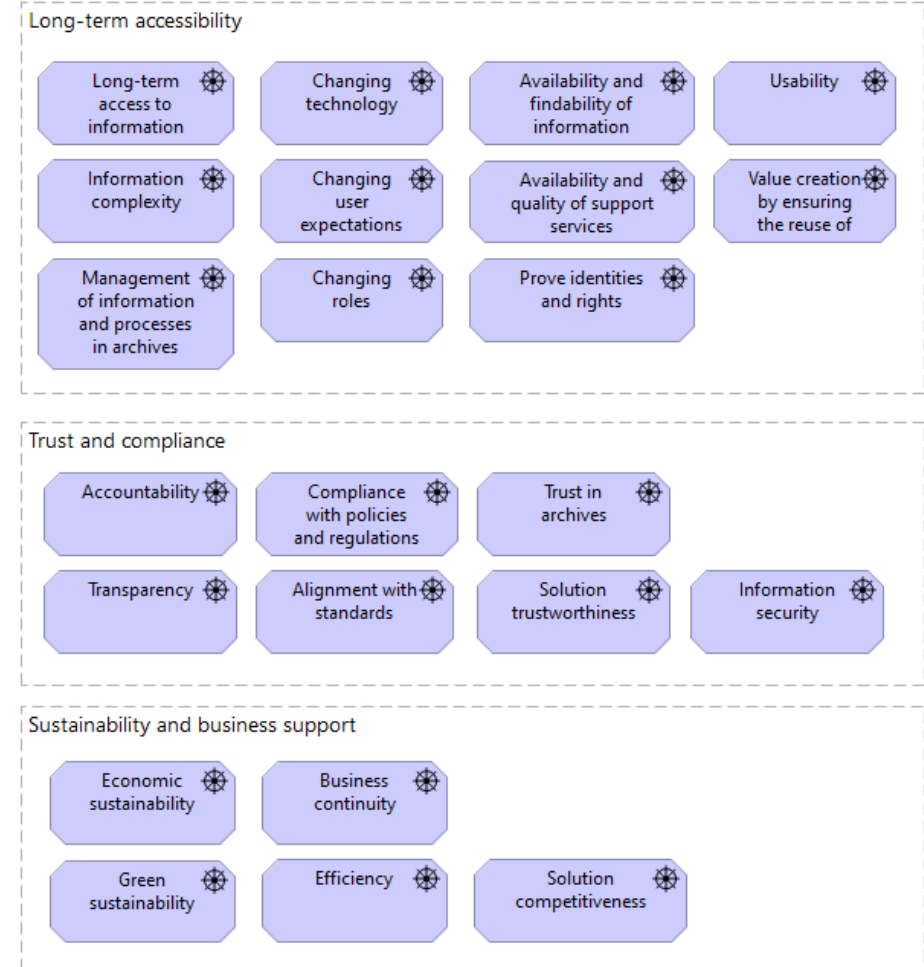 Long-term accessibility
Long-term
access to
information
Changing
technology
Availability and
findability of
information
Usability
Information
complexity
Changing
user
expectations
Availability and
quality of support
services
Value creation
by ensuring
the reuse of
Management
of information
and processes
in archives
Changing
roles
Prove identities
and rights
Trust and compliance
Accountability
Compliance
with policies
and regulations
Trust in
archives
Transparency
Alignment with
standards
Solution
trustworthiness
Information
security
Sustainability and business support
Economic
sustainability
Business
continuity
Green
sustainability
Efficiency
Solution
competitiveness